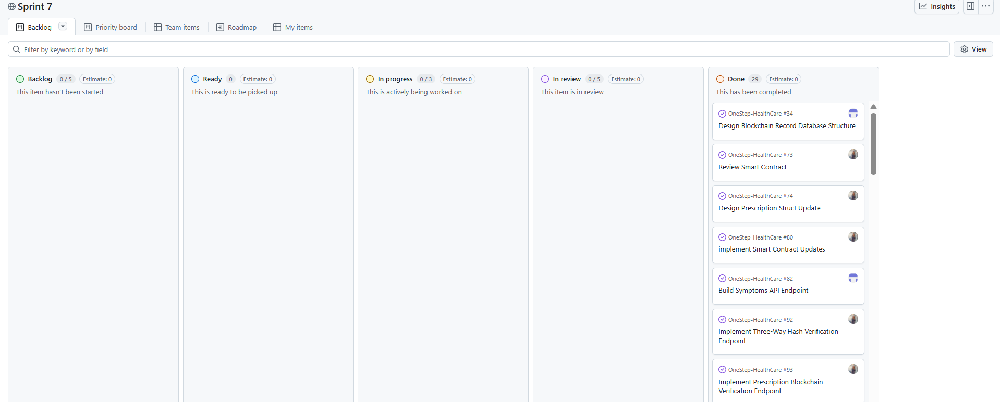 Sprint 7
Insights
Backlog
Priority board
Team items
Roadmap
My items
Filter by keyword or by field
View
Backlog 0 / 5 Estimate: 0
This item hasn't been started
Ready 0 Estimate: 0
This is ready to be picked up
In progress 0 / 3 Estimate: 0
This is actively being worked on
In review 0 / 5 Estimate: 0
This item is in review
Done 29 Estimate: 0
This has been completed
OneStep-HealthCare #34
Design Blockchain Record Database Structure
OneStep-HealthCare #73
Review Smart Contract
OneStep-HealthCare #74
Design Prescription Struct Update
OneStep-HealthCare #80
implement Smart Contract Updates
OneStep-HealthCare #82
Build Symptoms API Endpoint
OneStep-HealthCare #92
Implement Three-Way Hash Verification
Endpoint
OneStep-HealthCare #93
Implement Prescription Blockchain
Verification Endpoint